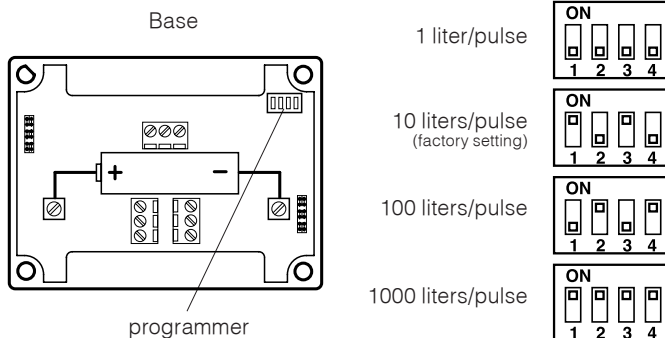 Base
+ −
programmer
1 liter/pulse
ON
1 2 3 4
10 liters/pulse
(factory setting)
ON
1 2 3 4
100 liters/pulse
ON
1 2 3 4
1000 liters/pulse
ON
1 2 3 4